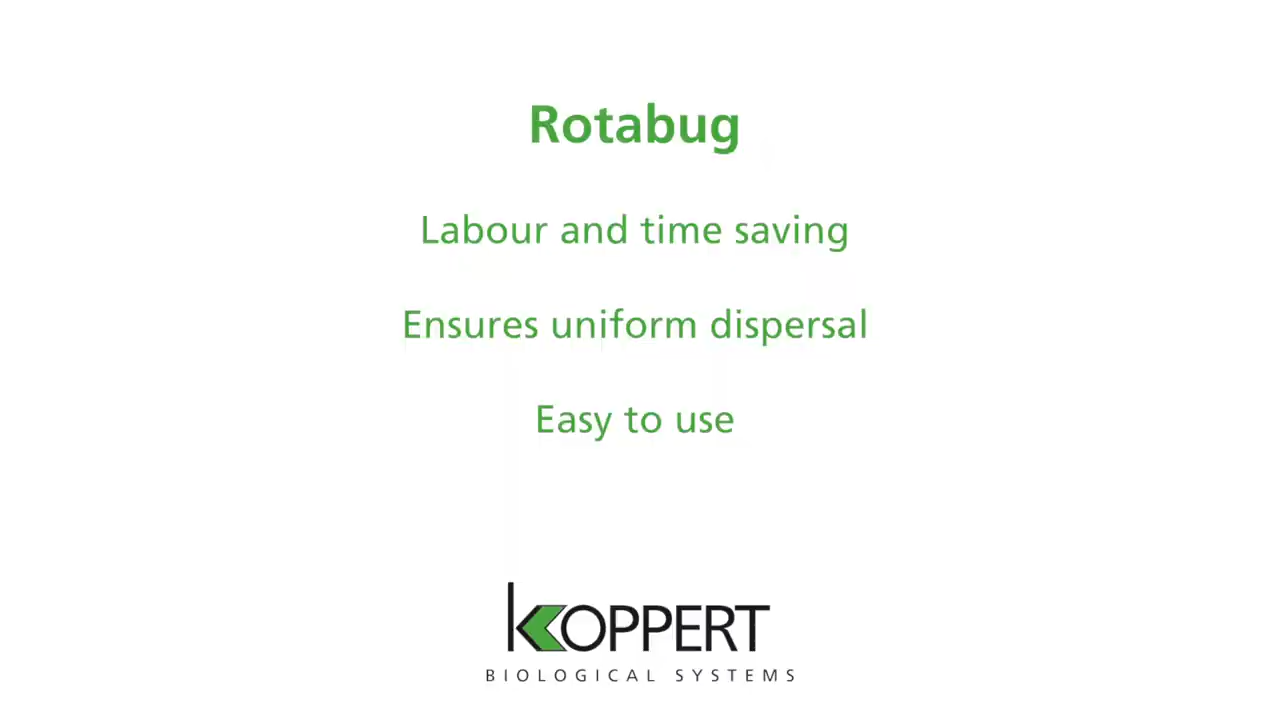 Rotabug
Labour and time saving
Ensures uniform dispersal
Easy to use
KOPPERT
BIOLOGICAL SYSTEMS